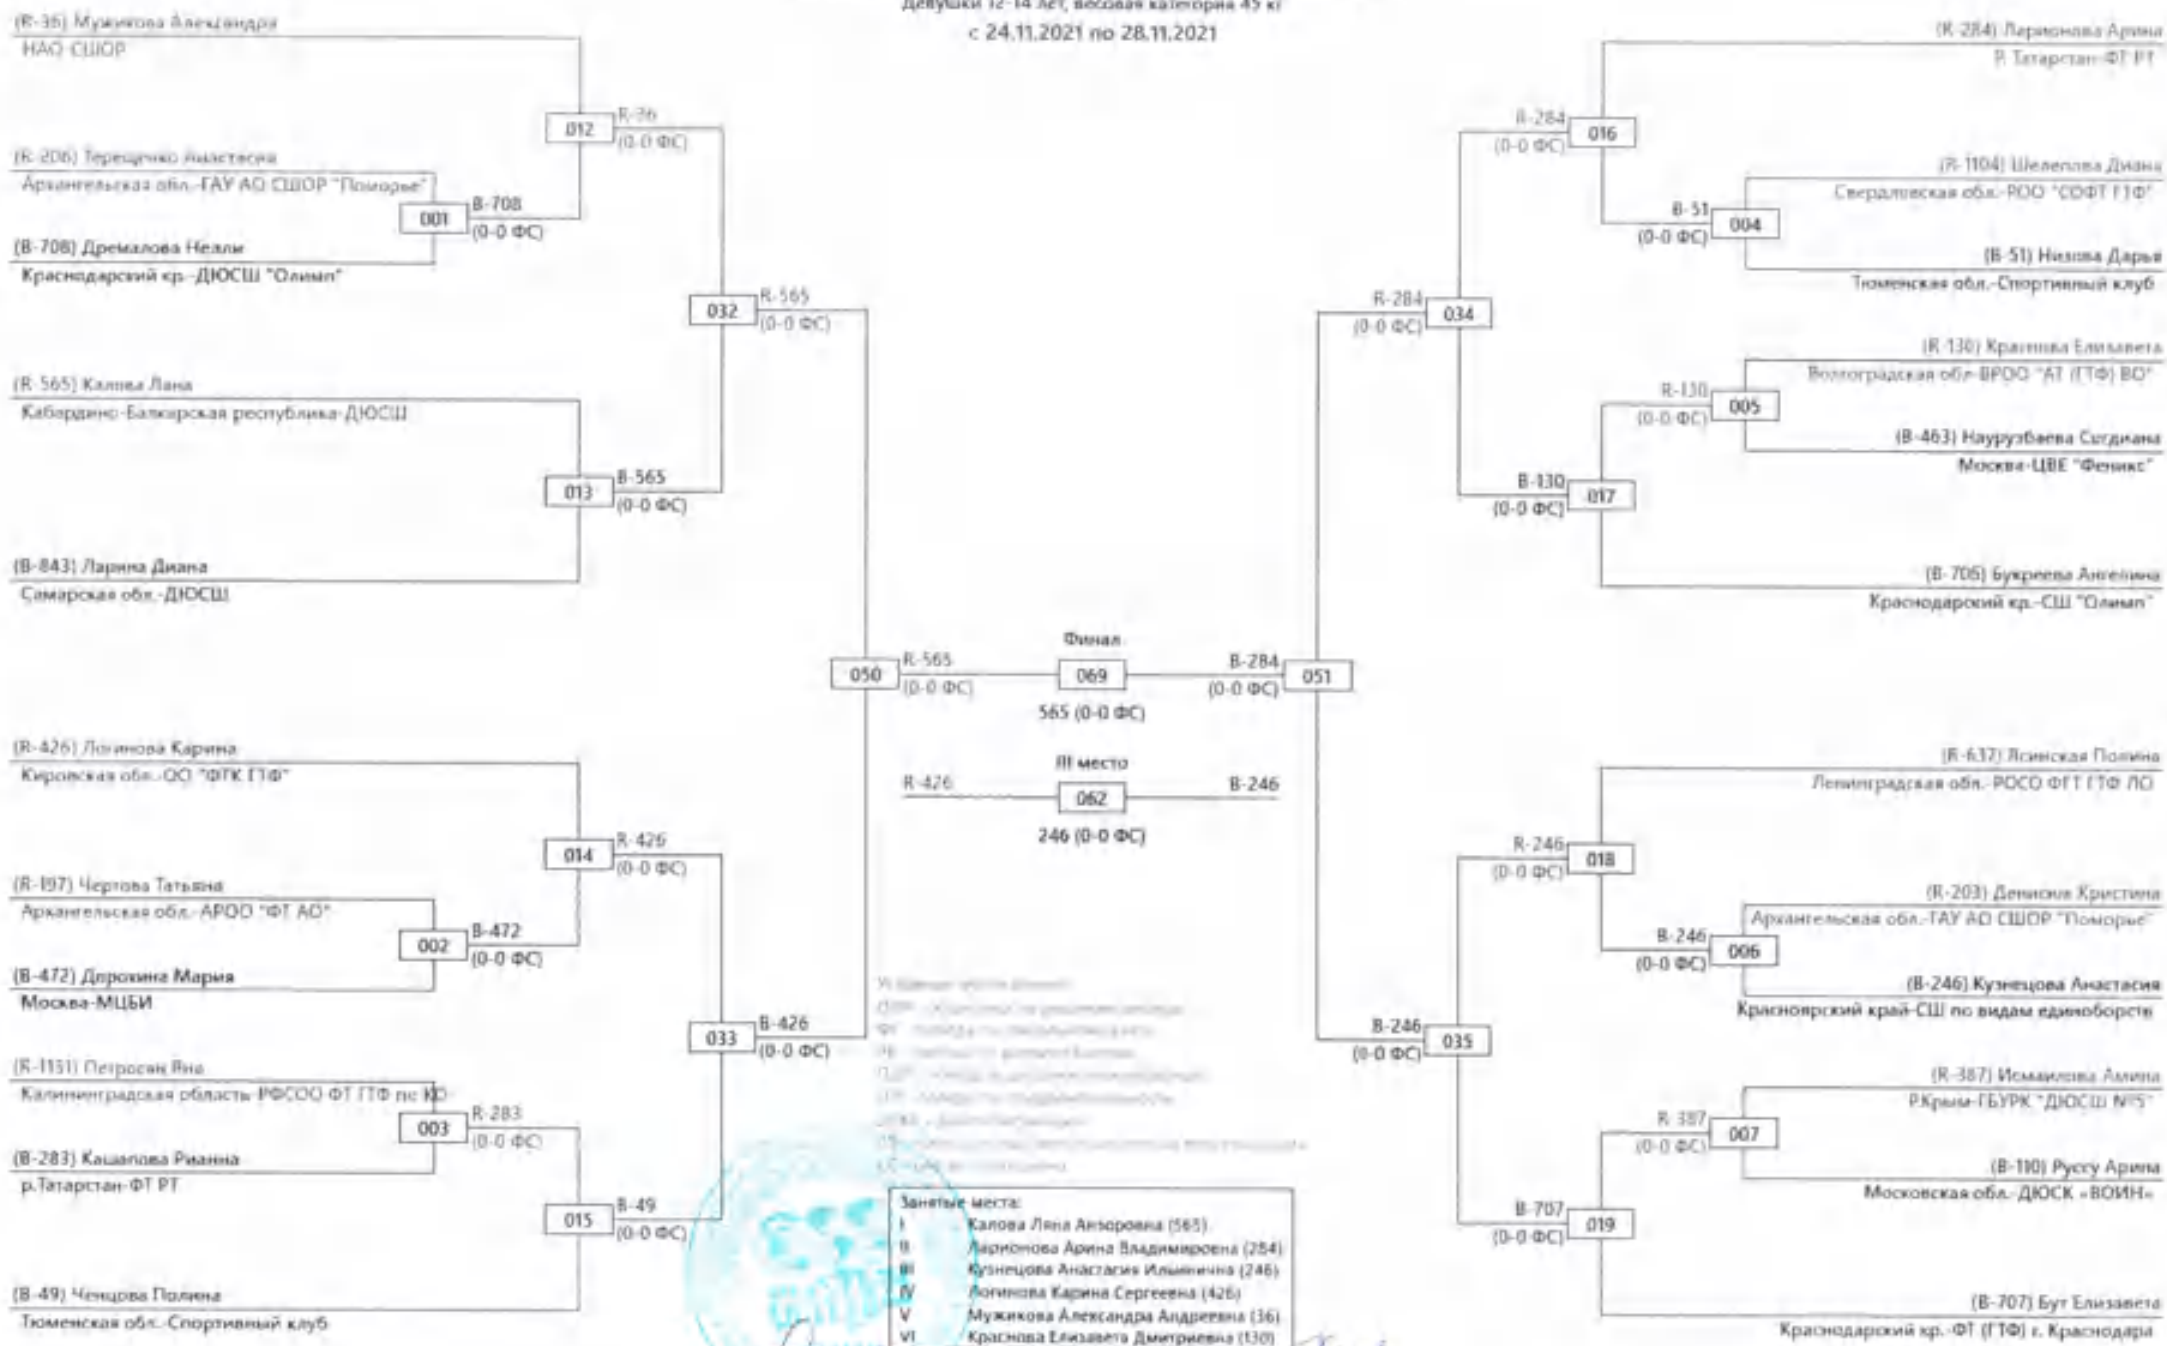 Девушки 12-14 лет, весовая категория 45 кг
с 24.11.2021 по 28.11.2021
(R-36) Мужикова Александра
НАО СШОР
012
R-36
(0-0 ФС)
(R-206) Терещенко Анастасия
Архангельская обл.-ГАУ АО СШОР "Поморье"
001
B-708
(0-0 ФС)
(B-708) Дремалова Нелли
Краснодарский кр.-ДЮСШ "Олимп"
032
R-565
(0-0 ФС)
(R-565) Калова Лана
Кабардино-Балкарская республика-ДЮСШ
013
B-565
(0-0 ФС)
(B-843) Ларина Диана
Самарская обл.-ДЮСШ
050
R-565
(0-0 ФС)
(R-426) Логинова Карина
Кировская обл.-ОО "ФТК ГТФ"
014
R-426
(0-0 ФС)
(R-197) Чертова Татьяна
Архангельская обл.-АРОО "ФТ АО"
002
B-472
(0-0 ФС)
(B-472) Дорохина Мария
Москва-МЦБИ
033
B-426
(0-0 ФС)
(R-1151) Петросян Яна
Калининградская область-РФСОО ФТ ГТФ по КО
003
R-283
(0-0 ФС)
(B-283) Кашапова Рианна
р.Татарстан-ФТ РТ
015
B-49
(0-0 ФС)
(B-49) Ченцова Полина
Тюменская обл.-Спортивный клуб
Финал
069
565 (0-0 ФС)
III место
R-426
062
B-246
246 (0-0 ФС)
Занятые места:
I Калова Ляна Анзоровна (565)
II Ларионова Арина Владимировна (284)
III Кузнецова Анастасия Ильинична (246)
IV Логинова Карина Сергеевна (426)
V Мужикова Александра Андреевна (36)
VI Краснова Елизавета Дмитриевна (130)
(R-284) Ларионова Арина
Р. Татарстан-ФТ РТ
R-284
(0-0 ФС)
016
(R-1104) Шелепова Диана
Свердловская обл.-РОО "СОФТ ГТФ"
B-51
(0-0 ФС)
004
(B-51) Низова Дарья
Тюменская обл.-Спортивный клуб
R-284
(0-0 ФС)
034
(R-130) Краснова Елизавета
Волгоградская обл-ВРОО "АТ (ГТФ) ВО"
R-130
(0-0 ФС)
005
(B-463) Наурузбаева Сугдиана
Москва-ЦВЕ "Феникс"
B-130
(0-0 ФС)
017
(B-706) Букреева Ангелина
Краснодарский кр.-СШ "Олимп"
B-284
(0-0 ФС)
051
(R-637) Ясинская Полина
Ленинградская обл.-РОСО ФГТ ГТФ ЛО
R-246
(0-0 ФС)
018
(R-203) Денисик Кристина
Архангельская обл.-ГАУ АО СШОР "Поморье"
B-246
(0-0 ФС)
006
(B-246) Кузнецова Анастасия
Красноярский край-СШ по видам единоборств
B-246
(0-0 ФС)
035
(R-387) Исмаилова Амина
Р.Крым-ГБУРК "ДЮСШ №5"
R-387
(0-0 ФС)
007
(B-110) Руссу Арина
Московская обл.-ДЮСК «ВОИН»
B-707
(0-0 ФС)
019
(B-707) Бут Елизавета
Краснодарский кр.-ФТ (ГТФ) г. Краснодара